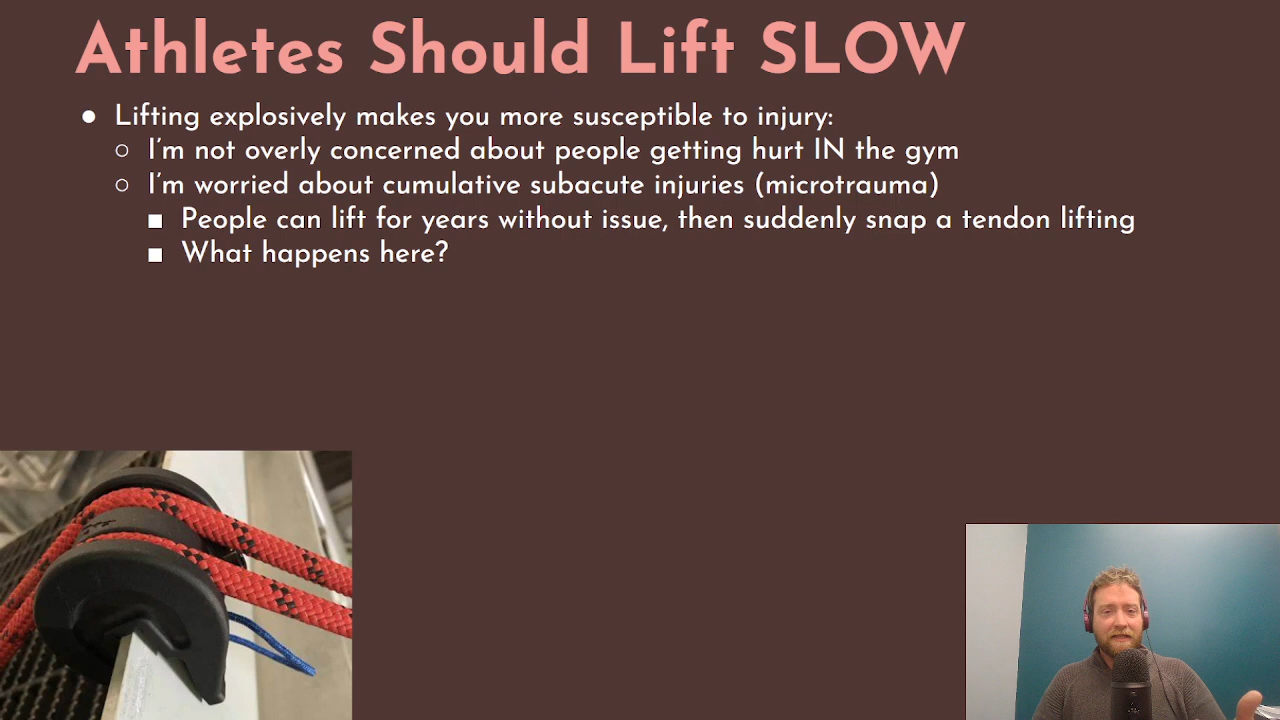 Athletes Should Lift SLOW
● Lifting explosively makes you more susceptible to injury:
○ I'm not overly concerned about people getting hurt IN the gym
○ I'm worried about cumulative subacute injuries (microtrauma)
■ People can lift for years without issue, then suddenly snap a tendon lifting
■ What happens here?